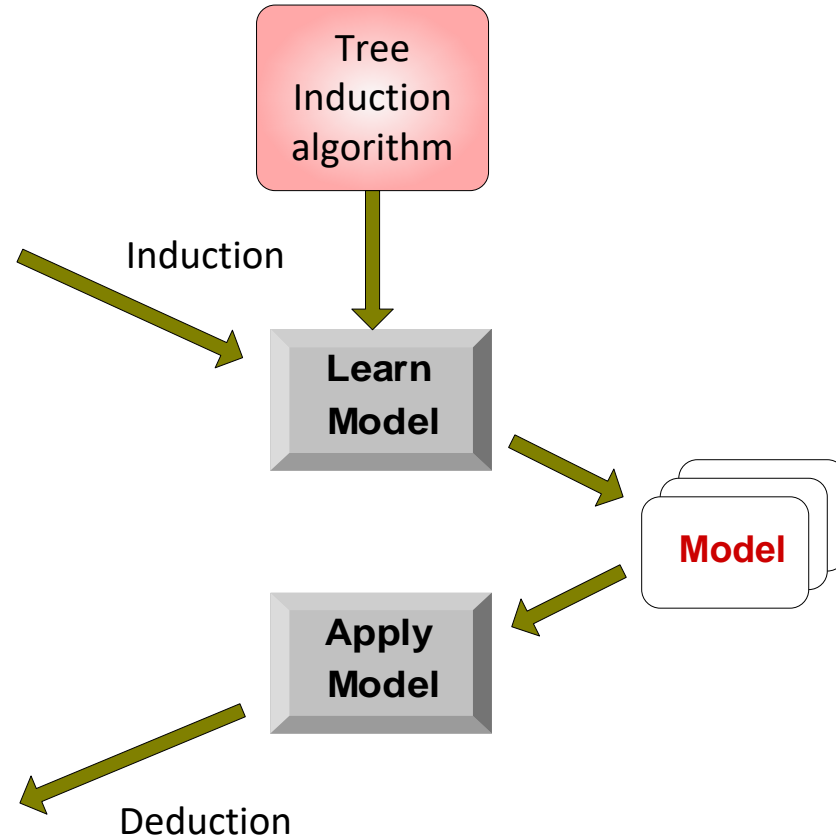 Tree
Induction
algorithm
Induction
Learn
Model
Model
Apply
Model
Deduction